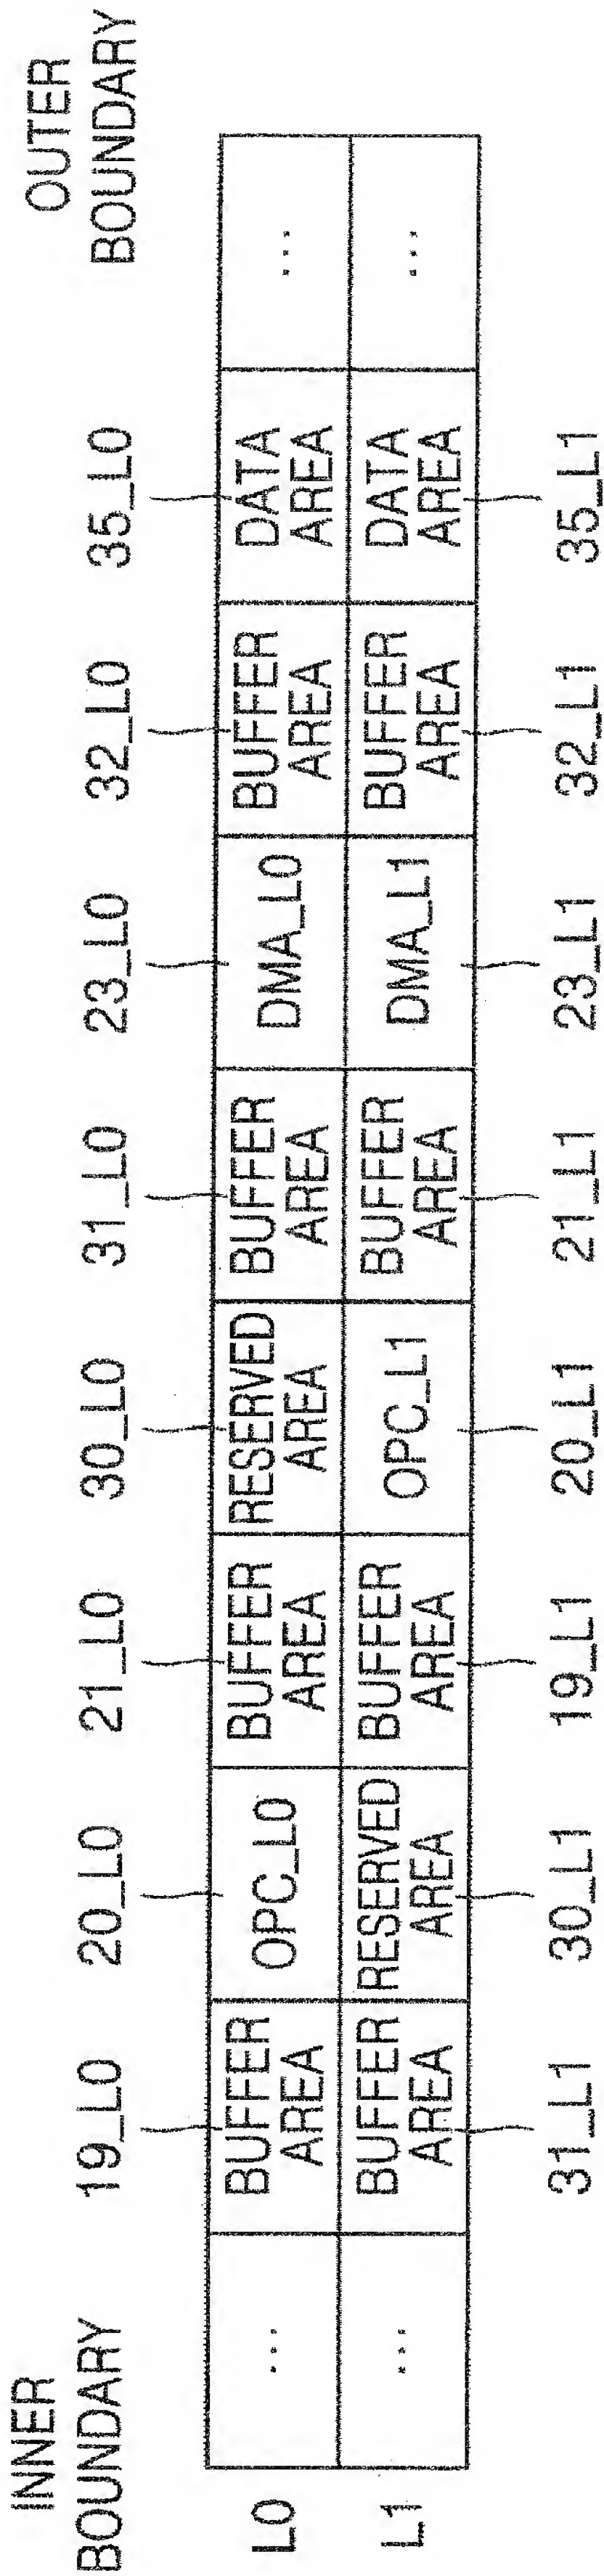 INNER
BOUNDARY
OUTER
BOUNDARY
19_L0
20_L0
21_L0
30_L0
31_L0
23_L0
32_L0
35_L0
L0
...
BUFFER
AREA
OPC_L0
BUFFER
AREA
RESERVED
AREA
BUFFER
AREA
DMA_L0
BUFFER
AREA
DATA
AREA
...
L1
...
BUFFER
AREA
RESERVED
AREA
BUFFER
AREA
OPC_L1
BUFFER
AREA
DMA_L1
BUFFER
AREA
DATA
AREA
...
31_L1
30_L1
19_L1
20_L1
21_L1
23_L1
32_L1
35_L1